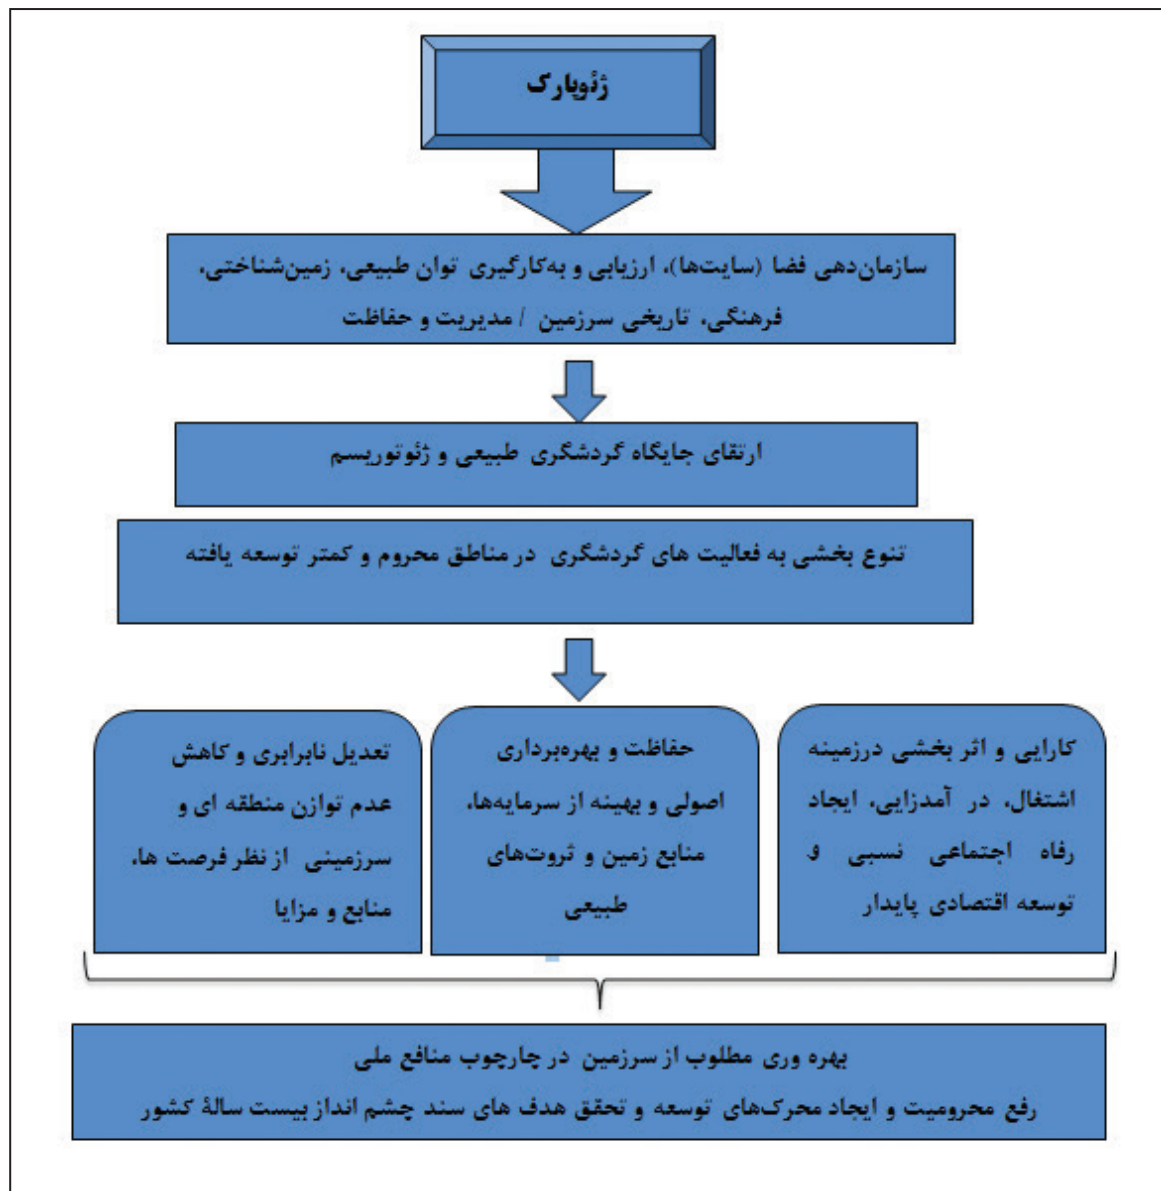 ژئوپارک
سازمان‌دهی فضا (سایت‌ها)، ارزیابی و به‌کارگیری توان طبیعی، زمین‌شناختی،
فرهنگی، تاریخی سرزمین / مدیریت و حفاظت
ارتقای جایگاه گردشگری طبیعی و ژئوتوریسم
تنوع بخشی به فعالیت های گردشگری در مناطق محروم و کمتر توسعه یافته
کارایی و اثر بخشی درزمینه
اشتغال، در آمدزایی، ایجاد
رفاه اجتماعی نسبی و
توسعه اقتصادی پایدار
حفاظت و بهره‌برداری
اصولی و بهینه از سرمایه‌ها،
منابع زمین و ثروت‌های
طبیعی
تعدیل نابرابری و کاهش
عدم توازن منطقه ای و
سرزمینی از نظر فرصت ها،
منابع و مزایا
بهره وری مطلوب از سرزمین در چارچوب منافع ملی
رفع محرومیت و ایجاد محرک‌های توسعه و تحقق هدف های سند چشم انداز بیست سالۀ کشور